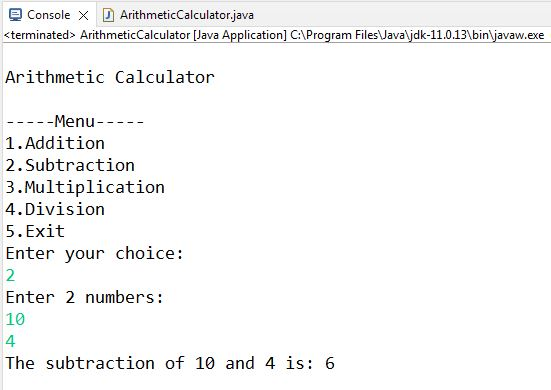 Console ArithmeticCalculator.java
<terminated> ArithmeticCalculator [Java Application] C:\Program Files\Java\jdk-11.0.13\bin\javaw.exe
Arithmetic Calculator
-----Menu-----
1.Addition
2.Subtraction
3.Multiplication
4.Division
5.Exit
Enter your choice:
2
Enter 2 numbers:
10
4
The subtraction of 10 and 4 is: 6